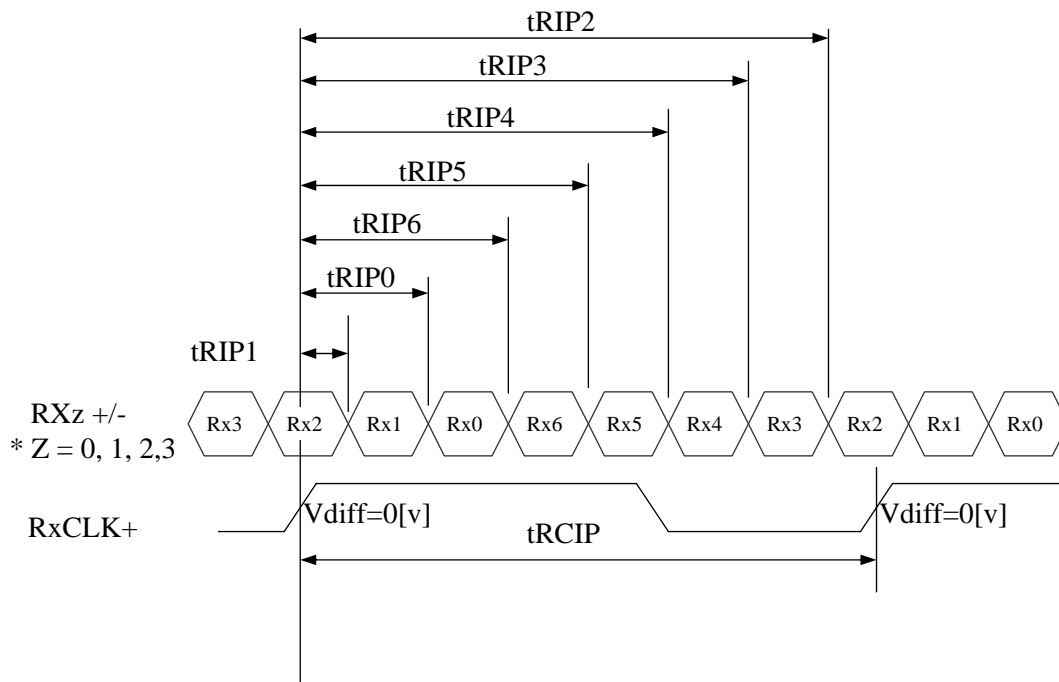 tRIP2
tRIP3
tRIP4
tRIP5
tRIP6
tRIP0
tRIP1
RXz +/-
* Z = 0, 1, 2,3
Rx3 Rx2 Rx1 Rx0 Rx6 Rx5 Rx4 Rx3 Rx2 Rx1 Rx0
RxCLK+
Vdiff=0[v]
Vdiff=0[v]
tRCIP